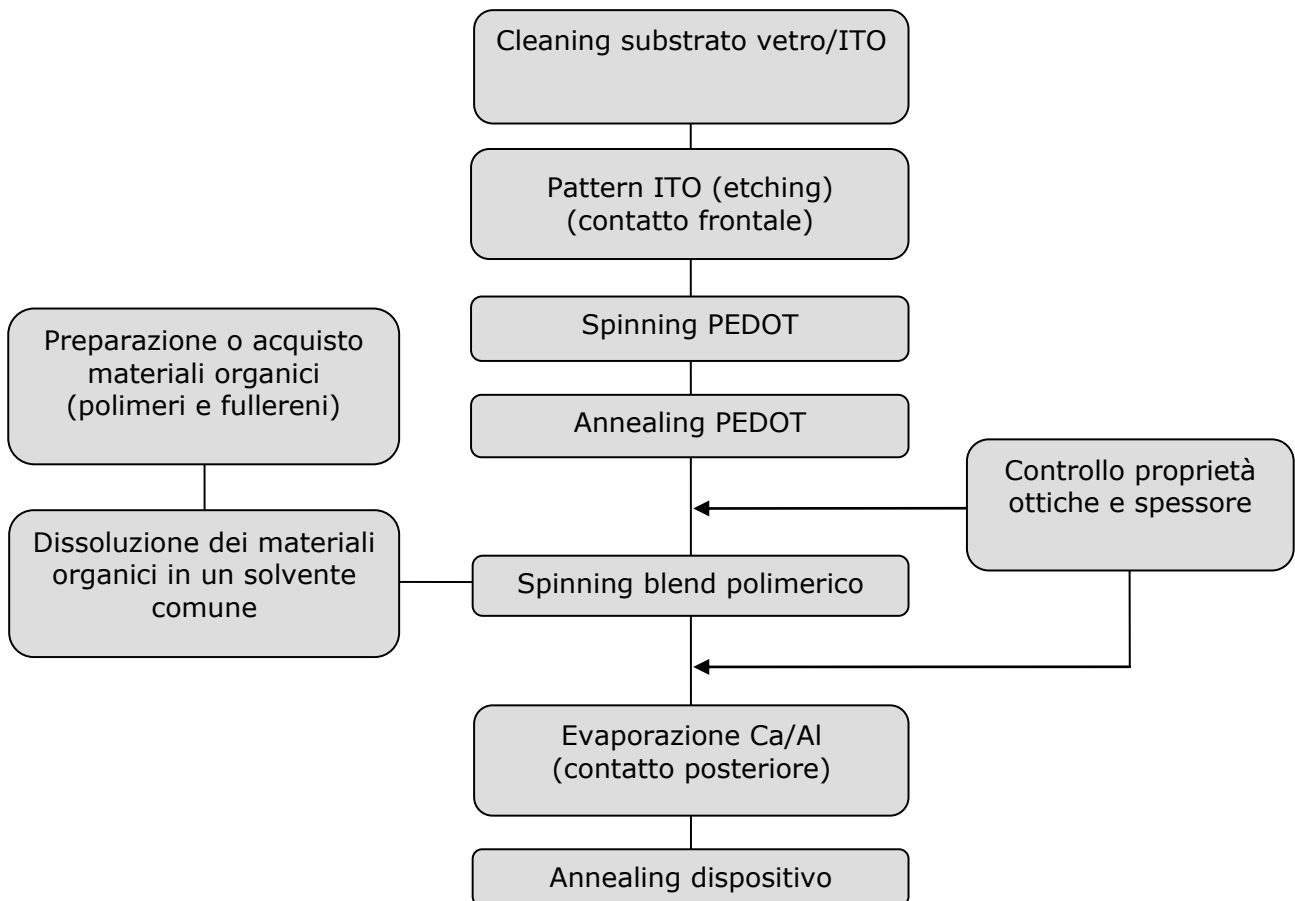 Cleaning substrato vetro/ITO
Pattern ITO (etching)
(contatto frontale)
Spinning PEDOT
Annealing PEDOT
Preparazione o acquisto
materiali organici
(polimeri e fullereni)
Dissoluzione dei materiali
organici in un solvente
comune
Controllo proprietà
ottiche e spessore
Spinning blend polimerico
Evaporazione Ca/Al
(contatto posteriore)
Annealing dispositivo